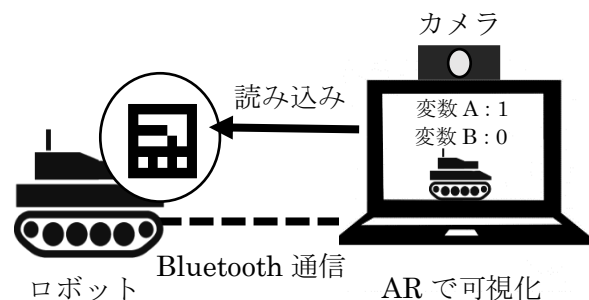 カメラ
読み込み
変数 A : 1
変数 B : 0
Bluetooth 通信
ロボット
AR で可視化